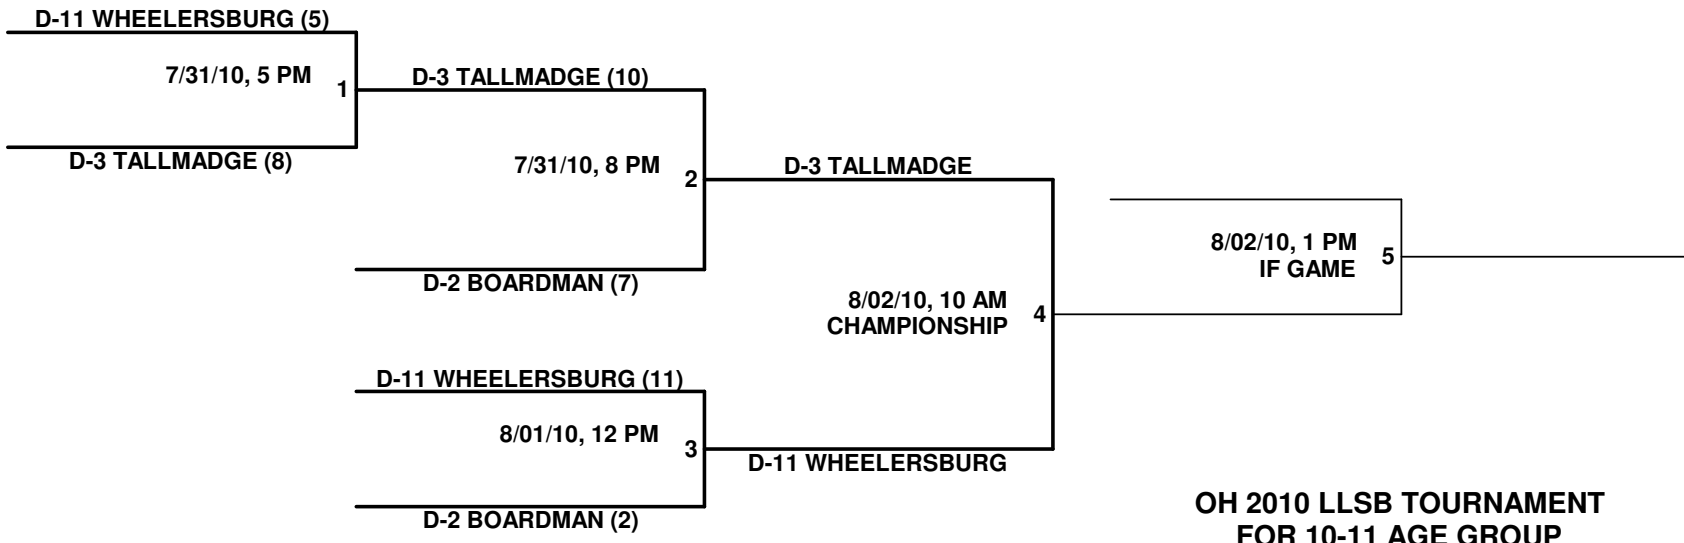 D-11 WHEELERSBURG (5)
7/31/10, 5 PM
1
D-3 TALLMADGE (8)
D-3 TALLMADGE (10)
7/31/10, 8 PM
2
D-2 BOARDMAN (7)
D-3 TALLMADGE
8/02/10, 10 AM
CHAMPIONSHIP
4
8/02/10, 1 PM
IF GAME
5
D-11 WHEELERSBURG (11)
8/01/10, 12 PM
3
D-2 BOARDMAN (2)
D-11 WHEELERSBURG
OH 2010 LLSB TOURNAMENT
FOR 10-11 AGE GROUP